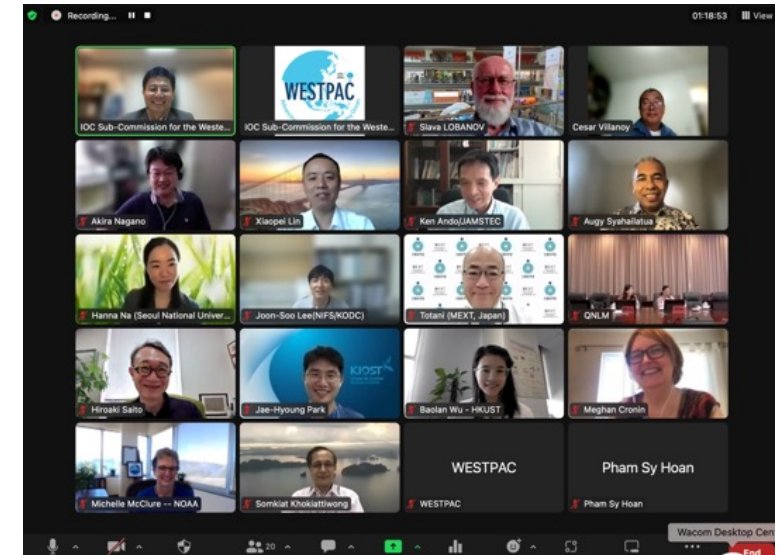 Recording...
01:18:53
View
IOC Sub-Commission for the Weste...
WESTPAC
IOC Sub-Commission for the Weste...
Slava LOBANOV
Cesar Villanoy
Akira Nagano
Xiaopei Lin
Ken Ando/JAMSTEC
Augy Syahailatua
Hanna Na (Seoul National Univer...
Joon-Soo Lee(NIFS/KODC)
Totani (MEXT, Japan)
QNLM
Hiroaki Saito
KIOST
Jae-Hyoung Park
Baolan Wu - HKUST
Meghan Cronin
Michelle McClure -- NOAA
Somkiat Khokiattiwong
WESTPAC
WESTPAC
Pham Sy Hoan
Pham Sy Hoan
Wacom Desktop Cen
20
End